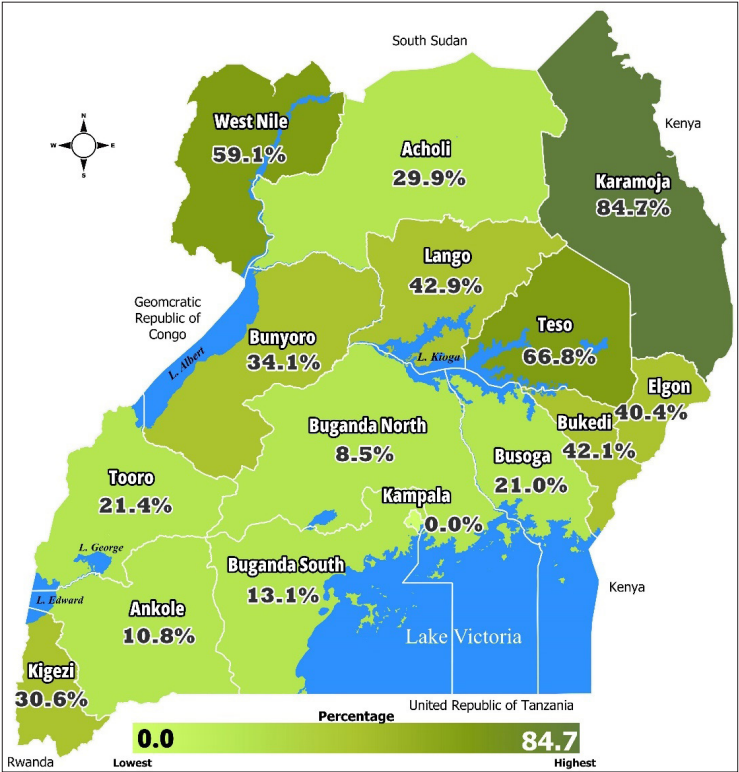 South Sudan
N
W
E
S
West Nile
59.1%
Acholi
29.9%
Kenya
Karamoja
84.7%
Lango
42.9%
Geomcratic
Republic of
Congo
L. Albert
Bunyoro
34.1%
Teso
66.8%
L. Kioga
Elgon
40.4%
Buganda North
8.5%
Bukedi
42.1%
Busoga
21.0%
Tooro
21.4%
Kampala
0.0%
L. George
Buganda South
13.1%
Kenya
L. Edward
Ankole
10.8%
Lake Victoria
Kigezi
30.6%
United Republic of Tanzania
Percentage
0.0
84.7
Rwanda
Lowest
Highest